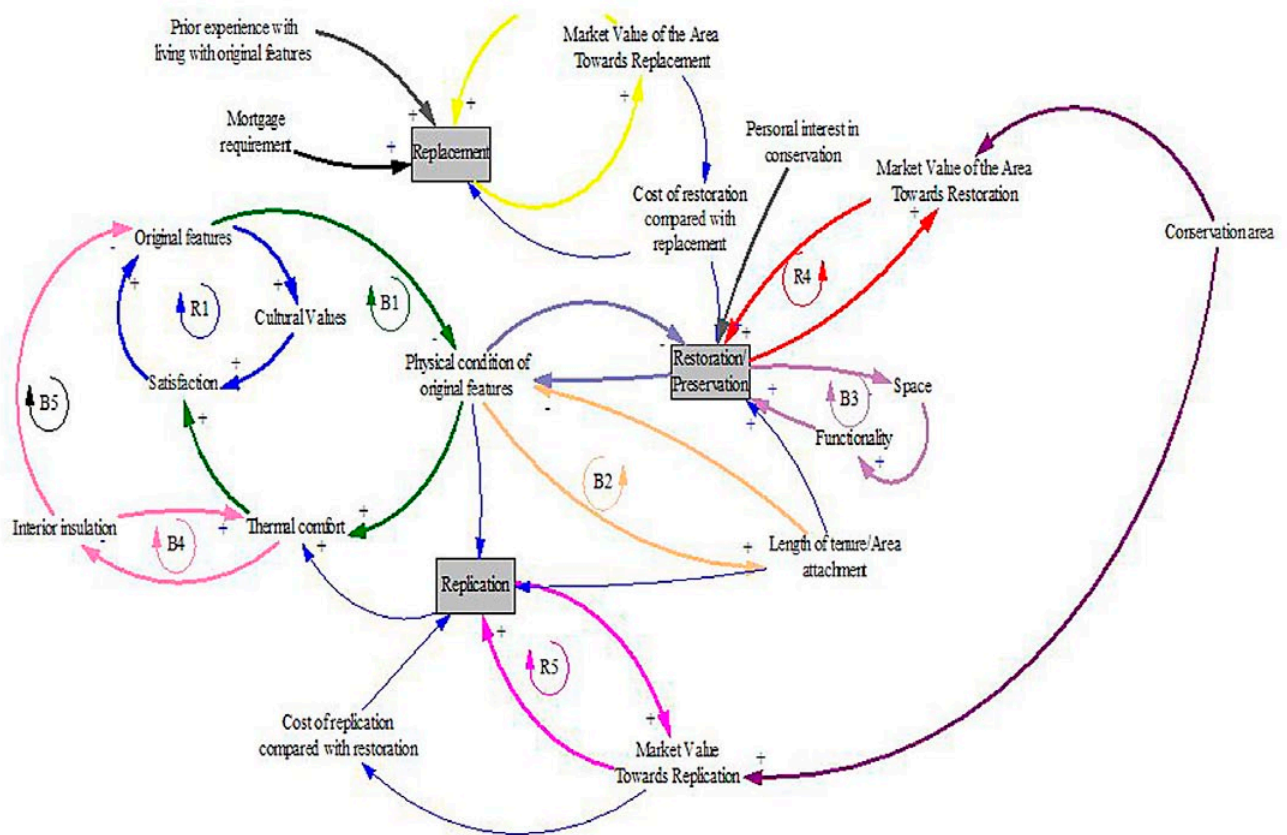 Prior experience with
living with original features
Market Value of the Area
Towards Replacement
+
+
+
Mortgage
requirement
+
Replacement
Personal interest in
conservation
Market Value of the Area
Towards Restoration
+
Cost of restoration
compared with
replacement
Conservation area
Original features
-
+
R1
+
Cultural Values
B1
-
R4
Physical condition of
original features
-
+
Restoration/
Preservation
+
Satisfaction
+
B5
-
+
+
B3
Space
Functionality
+
B2
Interior insulation
-
B4
+
Thermal comfort
+
+
+
Length of tenure/Area
attachment
Replication
+
R5
Cost of replication
compared with restoration
+
Market Value
Towards Replication
+